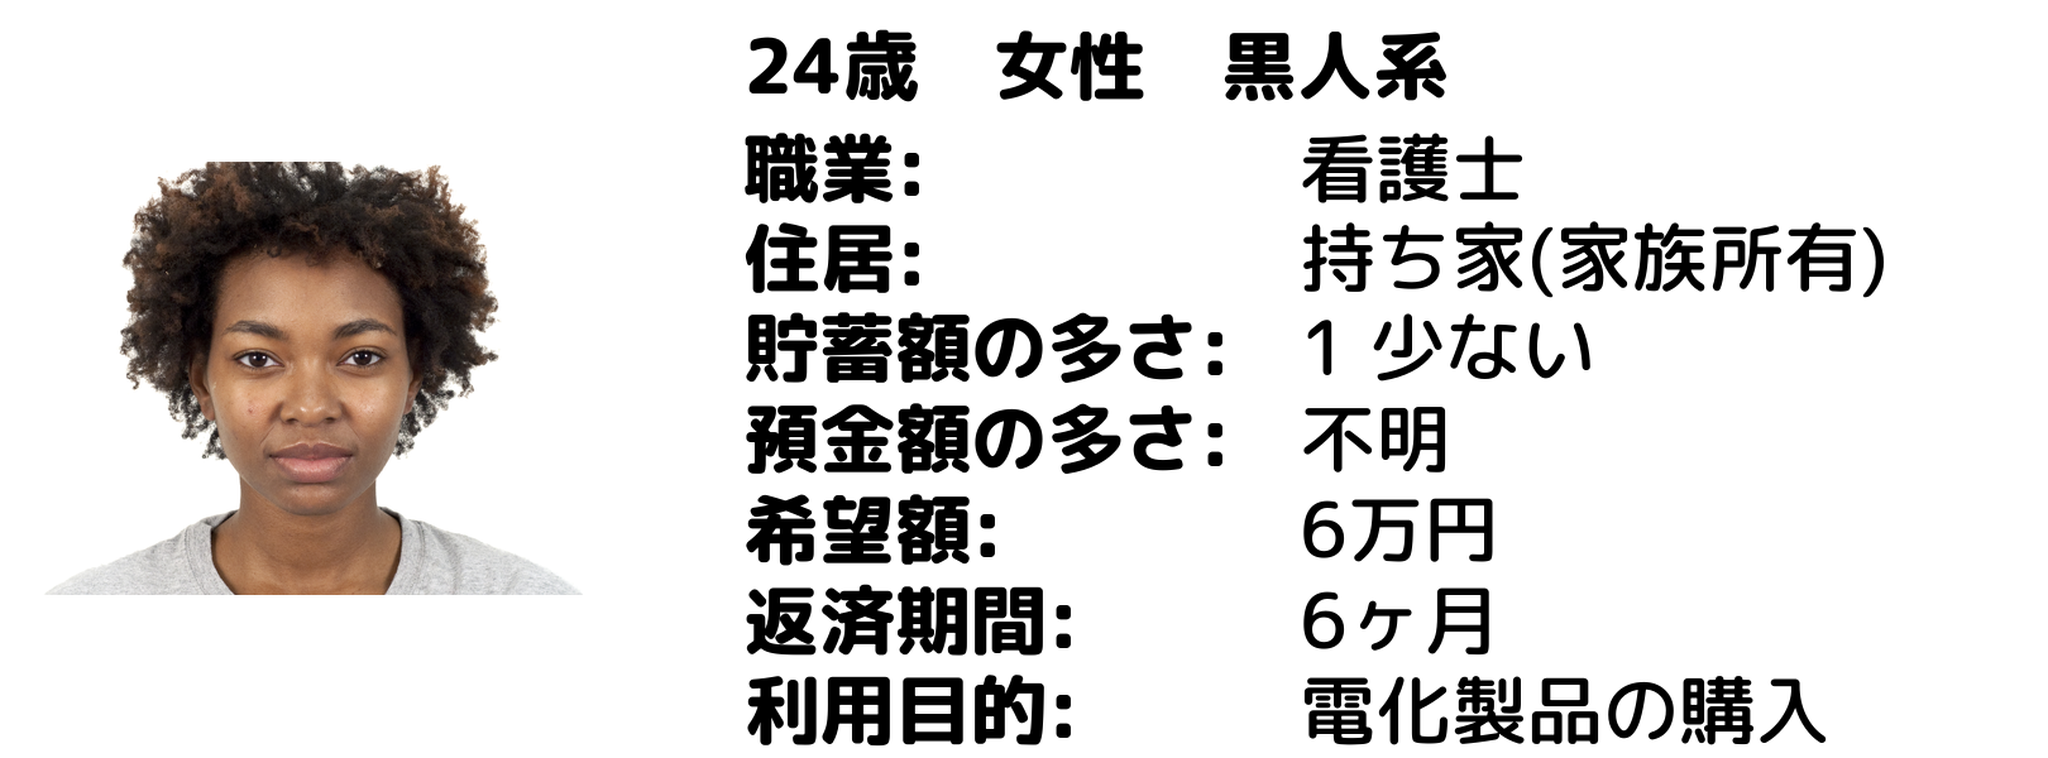 24歳　女性　黒人系
職業: 看護士
住居: 持ち家(家族所有)
貯蓄額の多さ: 1 少ない
預金額の多さ: 不明
希望額: 6万円
返済期間: 6ヶ月
利用目的: 電化製品の購入